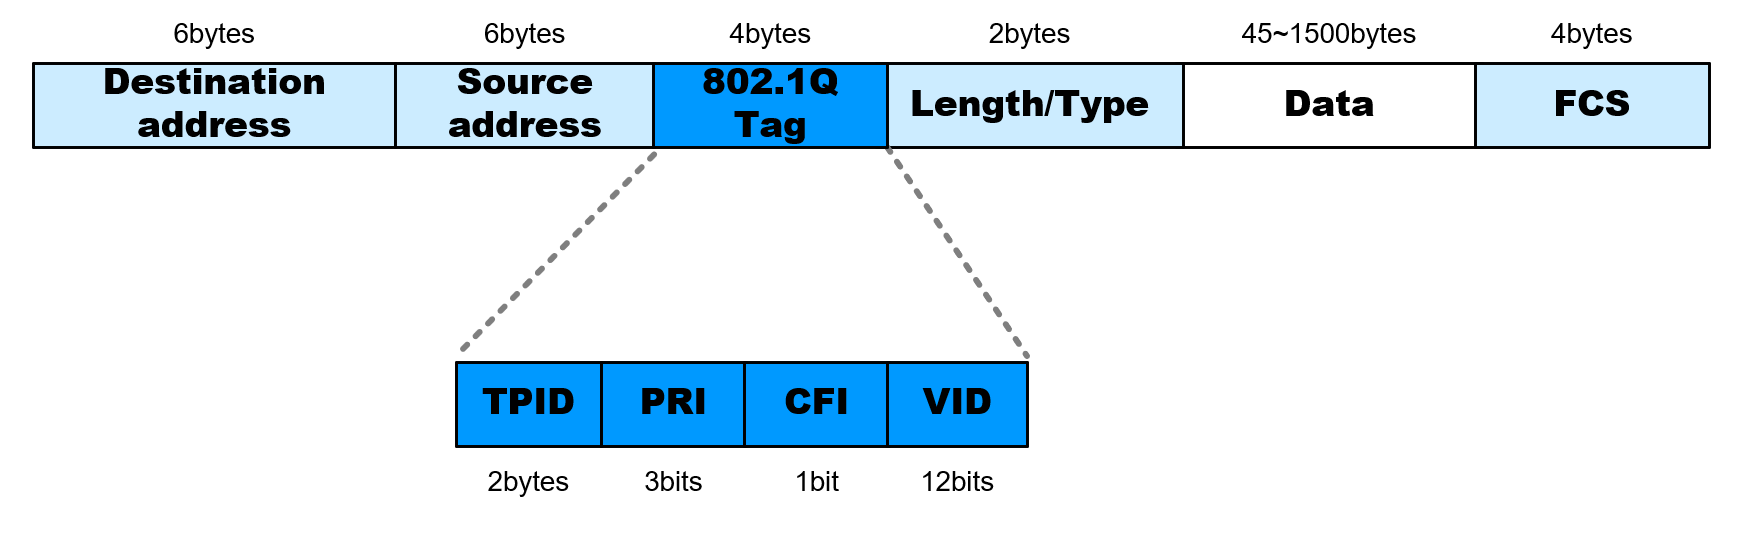 6bytes 6bytes 4bytes 2bytes 45~1500bytes 4bytes
Destination address
Source address
802.1Q Tag
Length/Type
Data
FCS
TPID PRI CFI VID
2bytes 3bits 1bit 12bits